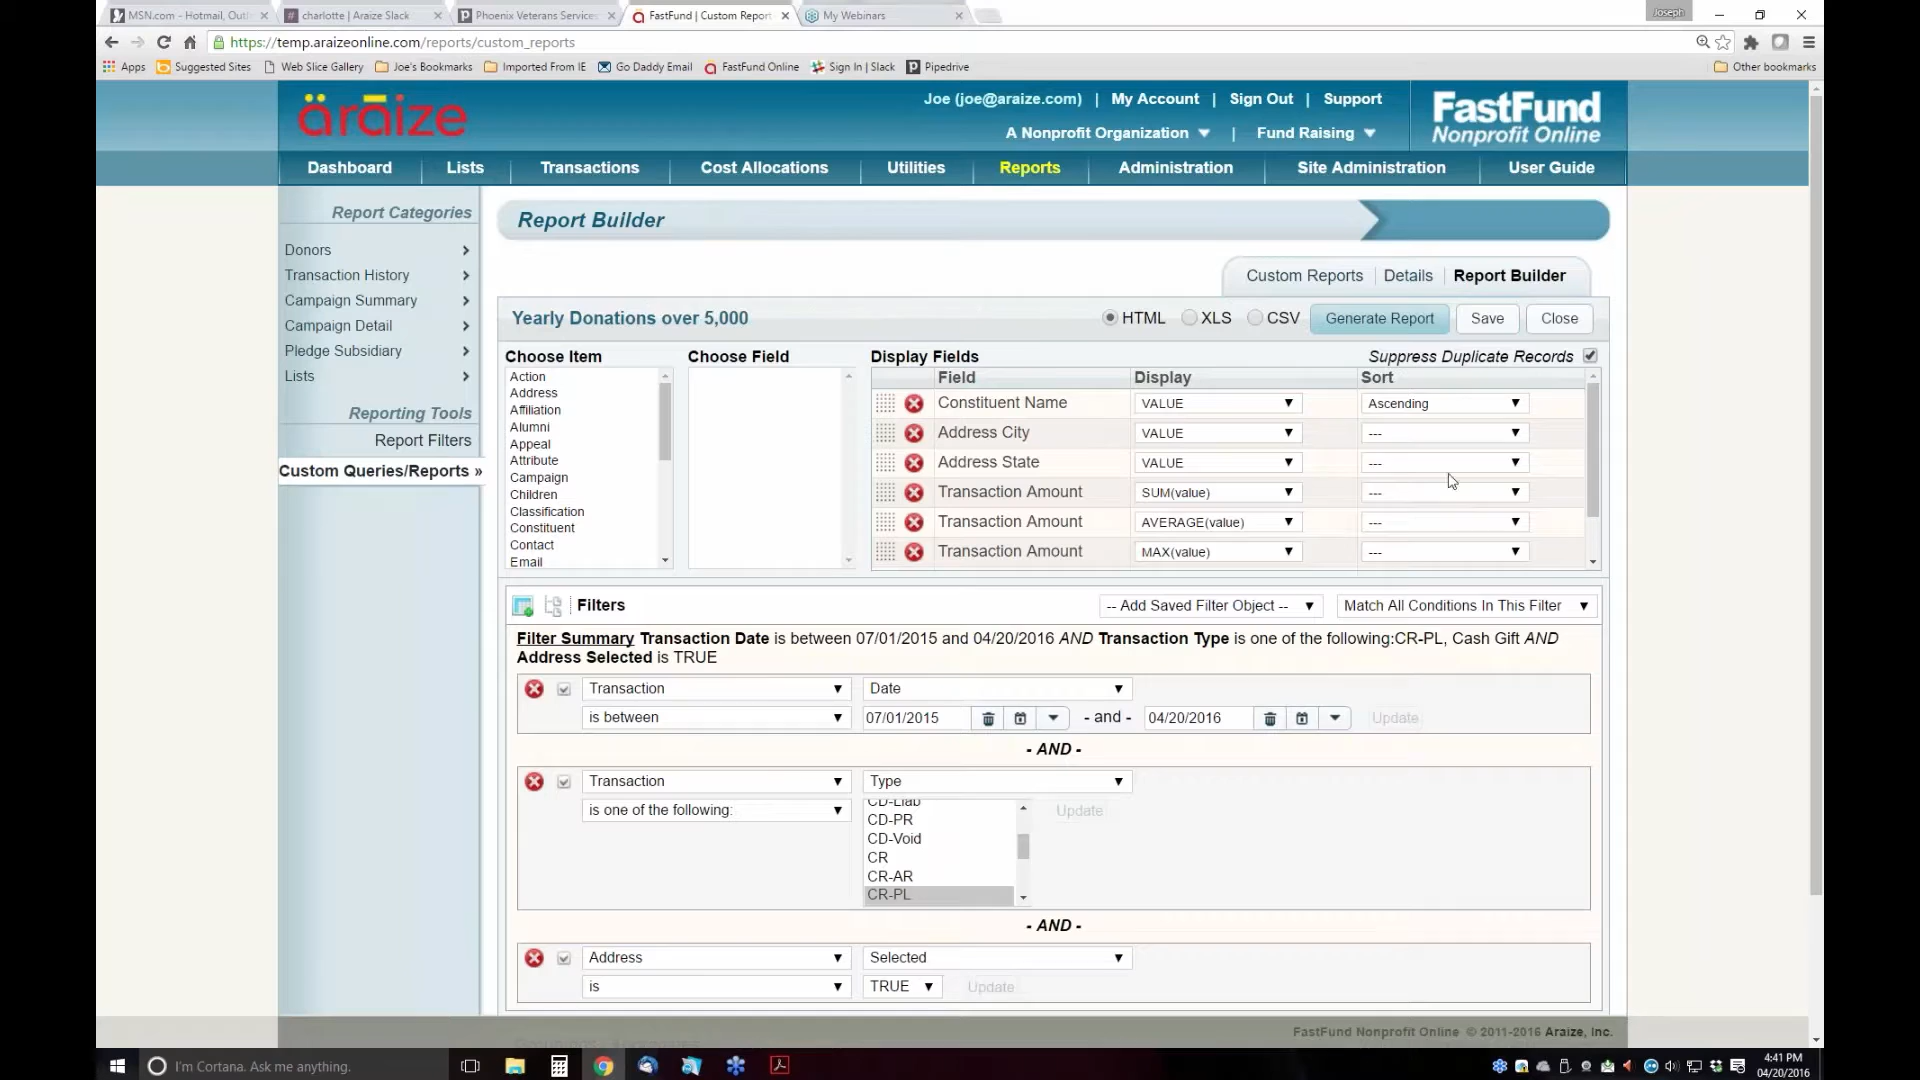 MSN.com - Hotmail, Outl
charlotte | Araize Slack
Phoenix Veterans Services
FastFund | Custom Report
My Webinars
Joseph
https://temp.araizeonline.com/reports/custom_reports
Apps
Suggested Sites
Web Slice Gallery
Joe's Bookmarks
Imported From IE
Go Daddy Email
FastFund Online
Sign In | Slack
Pipedrive
Other bookmarks
äraize
Joe (joe@araize.com) | My Account | Sign Out | Support
A Nonprofit Organization | Fund Raising
FastFund
Nonprofit Online
Dashboard
Lists
Transactions
Cost Allocations
Utilities
Reports
Administration
Site Administration
User Guide
Report Categories
Donors
Transaction History
Campaign Summary
Campaign Detail
Pledge Subsidiary
Lists
Reporting Tools
Report Filters
Custom Queries/Reports »
Report Builder
Custom Reports | Details | Report Builder
Yearly Donations over 5,000
HTML XLS CSV Generate Report Save Close
Choose Item
Action
Address
Affiliation
Alumni
Appeal
Attribute
Campaign
Children
Classification
Constituent
Contact
Email
Choose Field
Display Fields
Suppress Duplicate Records
Field Display Sort
Constituent Name VALUE Ascending
Address City VALUE ---
Address State VALUE ---
Transaction Amount SUM(value) ---
Transaction Amount AVERAGE(value) ---
Transaction Amount MAX(value) ---
Filters
-- Add Saved Filter Object --
Match All Conditions In This Filter
Filter Summary Transaction Date is between 07/01/2015 and 04/20/2016 AND Transaction Type is one of the following:CR-PL, Cash Gift AND
Address Selected is TRUE
Transaction Date
is between 07/01/2015 - and - 04/20/2016 Update
- AND -
Transaction Type
is one of the following:
CD-Liab
CD-PR
CD-Void
CR
CR-AR
CR-PL
Update
- AND -
Address Selected
is TRUE Update
FastFund Nonprofit Online © 2011-2016 Araize, Inc.
I'm Cortana. Ask me anything.
4:41 PM
04/20/2016